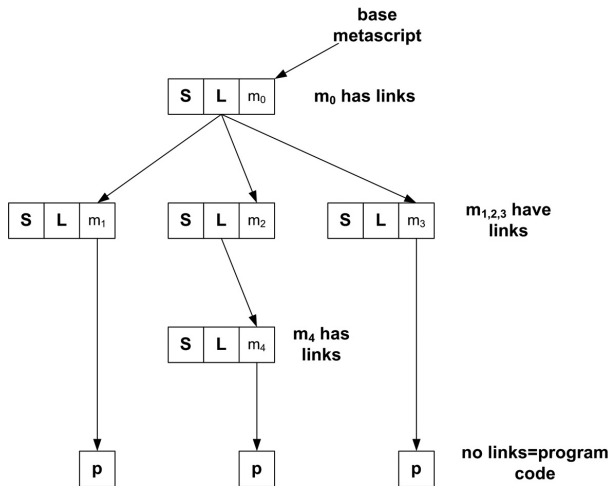 base
metascript
S L m₀
m₀ has links
S L m₁
S L m₂
S L m₃
m₁,₂,₃ have
links
S L m₄
m₄ has
links
p
p
p
no links=program
code